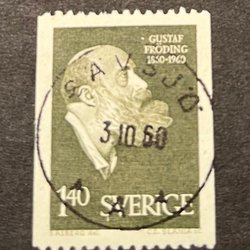 GUSTAF
FRÖDING
1860-1960
SÄVSJÖ
3.10.60
A A A
1.40 SVERIGE